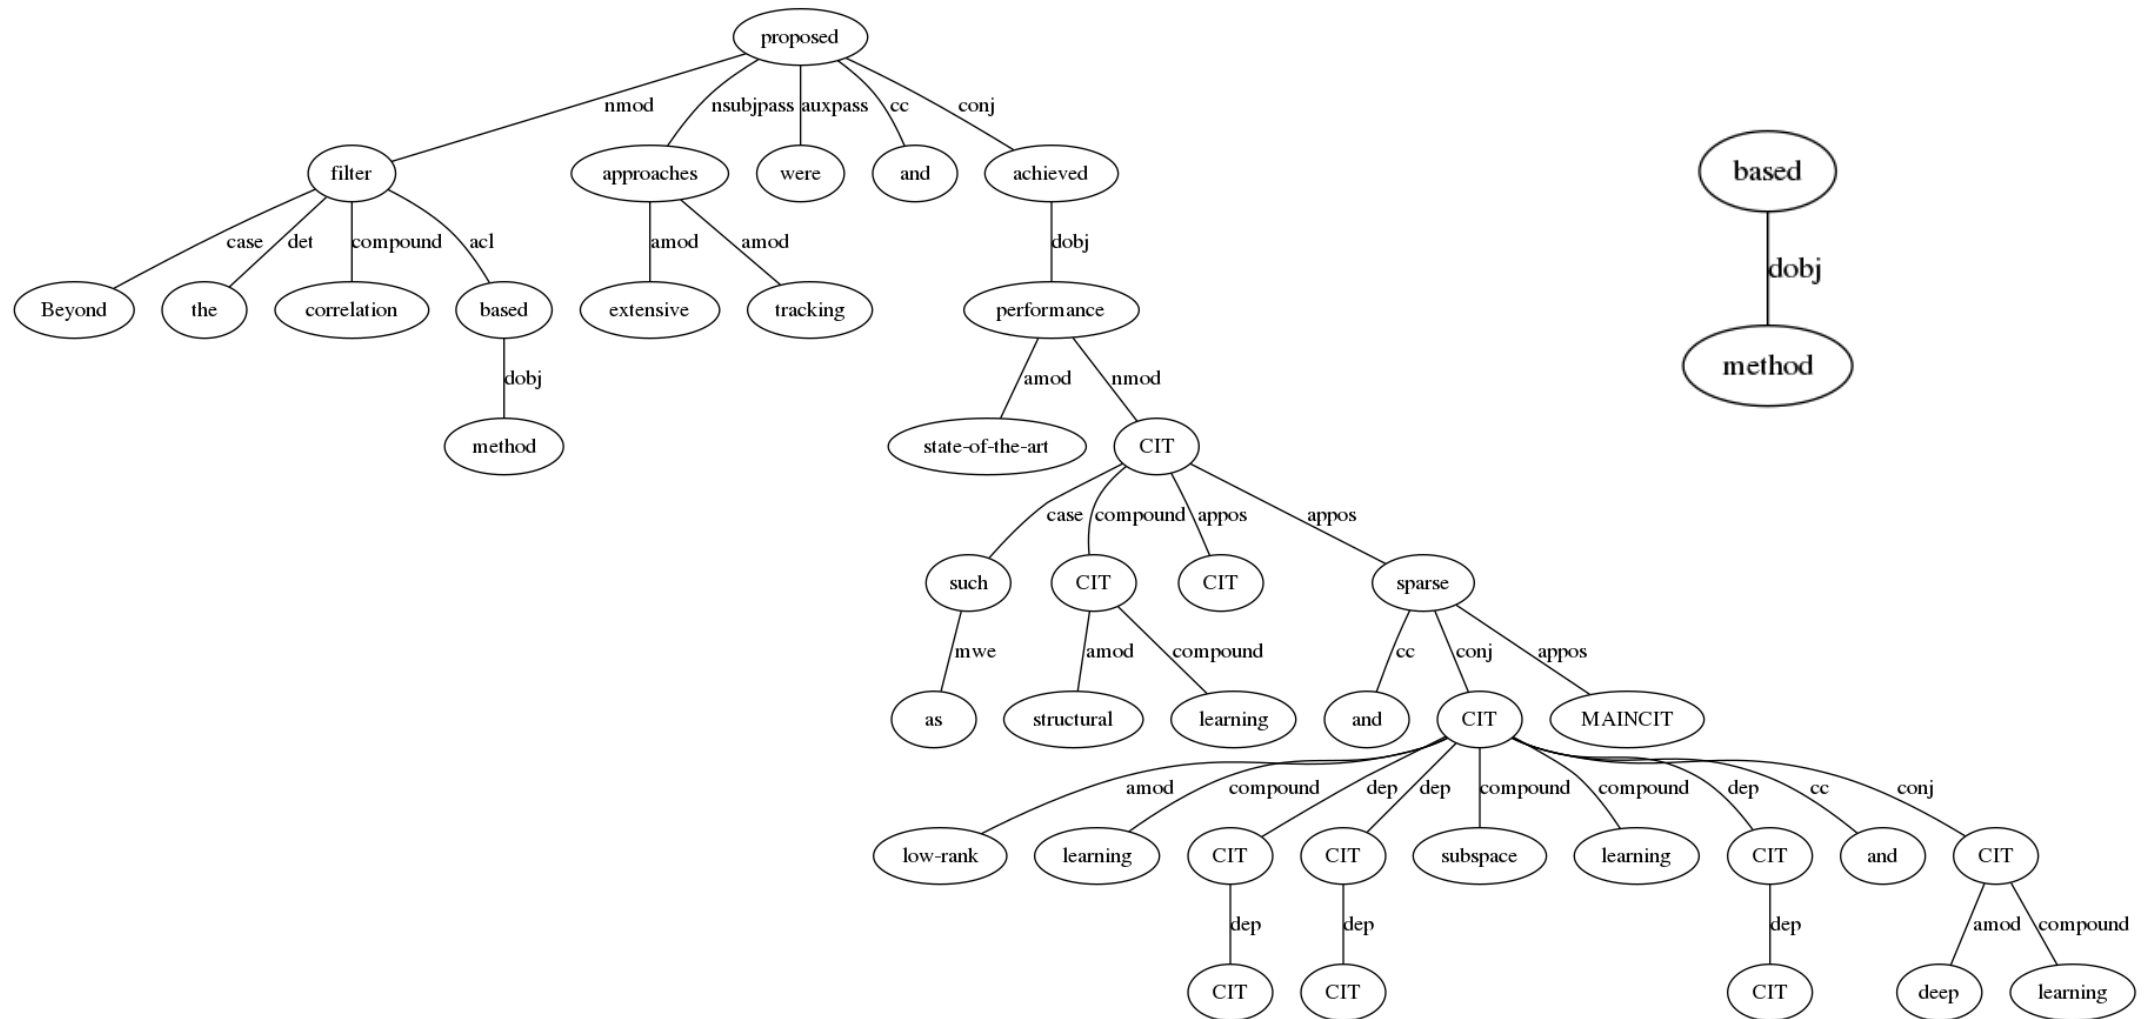 proposed
nmod nsubjpass auxpass cc conj
based
filter approaches were and achieved
case det compound acl amod amod dobj
dobj
Beyond the correlation based extensive tracking performance
method
dobj amod nmod
method state-of-the-art CIT
case compound appos appos
such CIT CIT sparse
mwe amod compound cc conj appos
as structural learning and CIT MAINCIT
amod compound dep dep compound compound dep cc conj
low-rank learning CIT CIT subspace learning CIT and CIT
dep dep dep amod compound
CIT CIT CIT deep learning